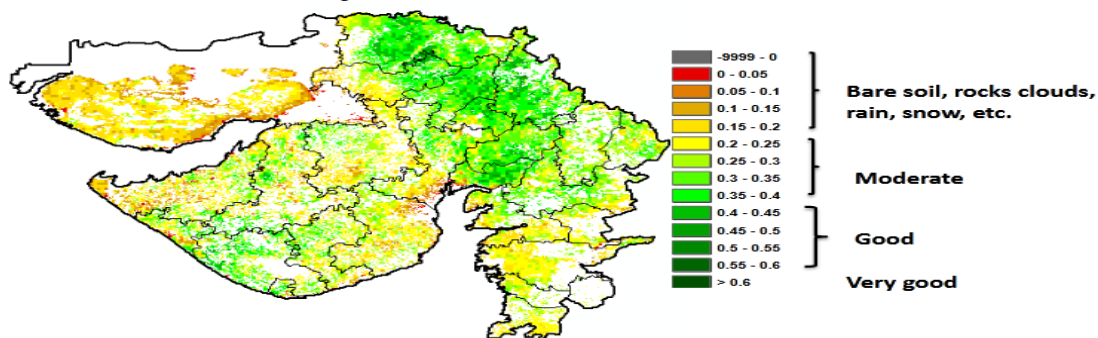 -9999 - 0
0 - 0.05
0.05 - 0.1
0.1 - 0.15
0.15 - 0.2
0.2 - 0.25
0.25 - 0.3
0.3 - 0.35
0.35 - 0.4
0.4 - 0.45
0.45 - 0.5
0.5 - 0.55
0.55 - 0.6
> 0.6
Bare soil, rocks clouds,
rain, snow, etc.
Moderate
Good
Very good